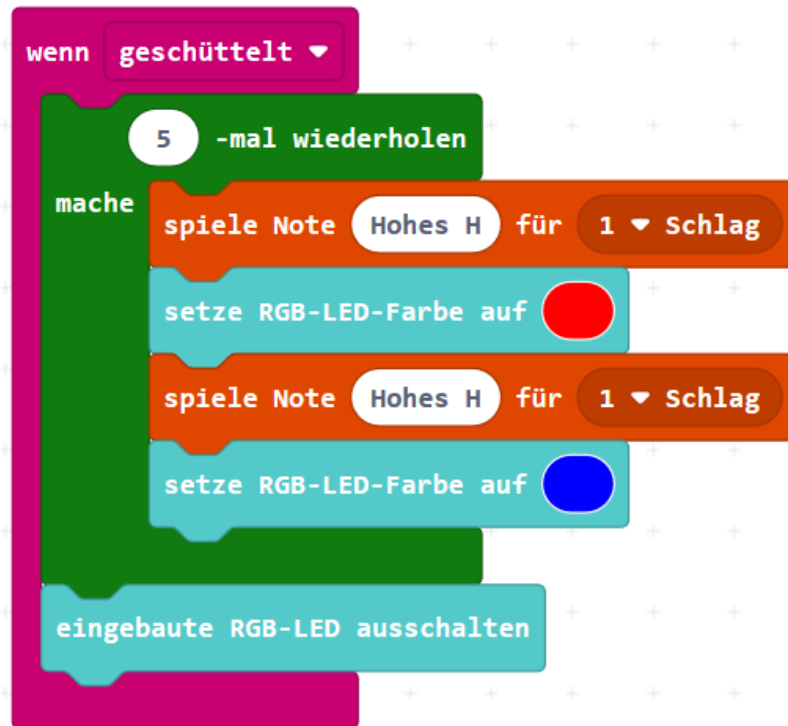 wenn geschüttelt
5 -mal wiederholen
mache
spiele Note Hohes H für 1 Schlag
setze RGB-LED-Farbe auf
spiele Note Hohes H für 1 Schlag
setze RGB-LED-Farbe auf
eingebaute RGB-LED ausschalten